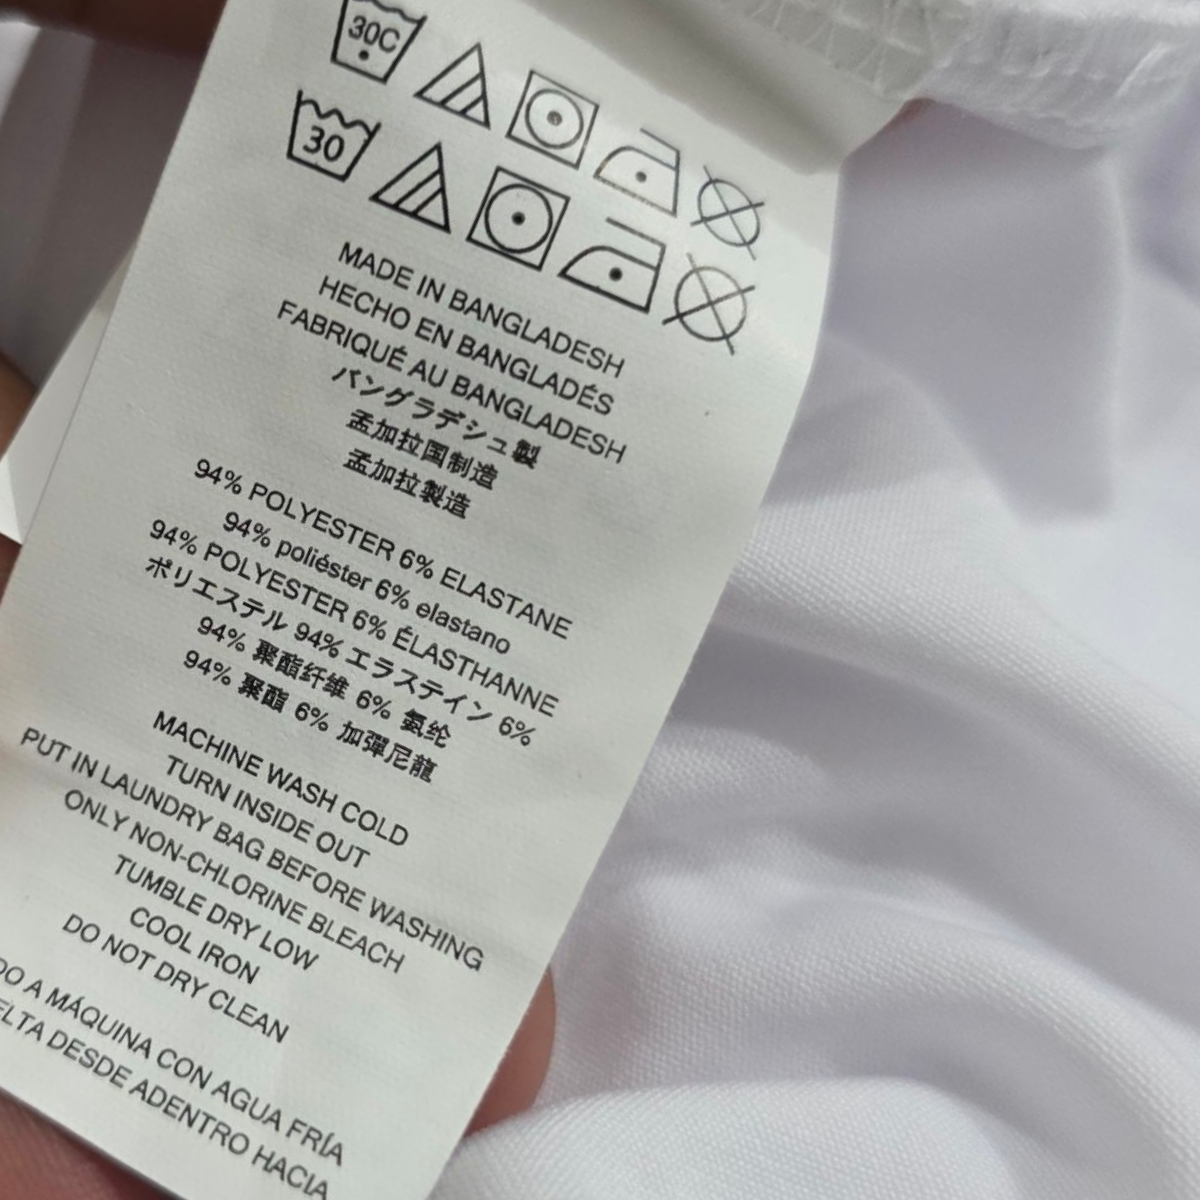 30C
30
MADE IN BANGLADESH
HECHO EN BANGLADÉS
FABRIQUÉ AU BANGLADESH
バングラデシュ製
孟加拉国制造
孟加拉製造
94% POLYESTER 6% ELASTANE
94% poliéster 6% elastano
94% POLYESTER 6% ÉLASTHANNE
ポリエステル 94% エラステイン 6%
94% 聚酯纤维 6% 氨纶
94% 聚酯 6% 加彈尼龍
MACHINE WASH COLD
TURN INSIDE OUT
PUT IN LAUNDRY BAG BEFORE WASHING
ONLY NON-CHLORINE BLEACH
TUMBLE DRY LOW
COOL IRON
DO NOT DRY CLEAN
A MÁQUINA CON AGUA FRÍA
DESDE ADENTRO HACIA